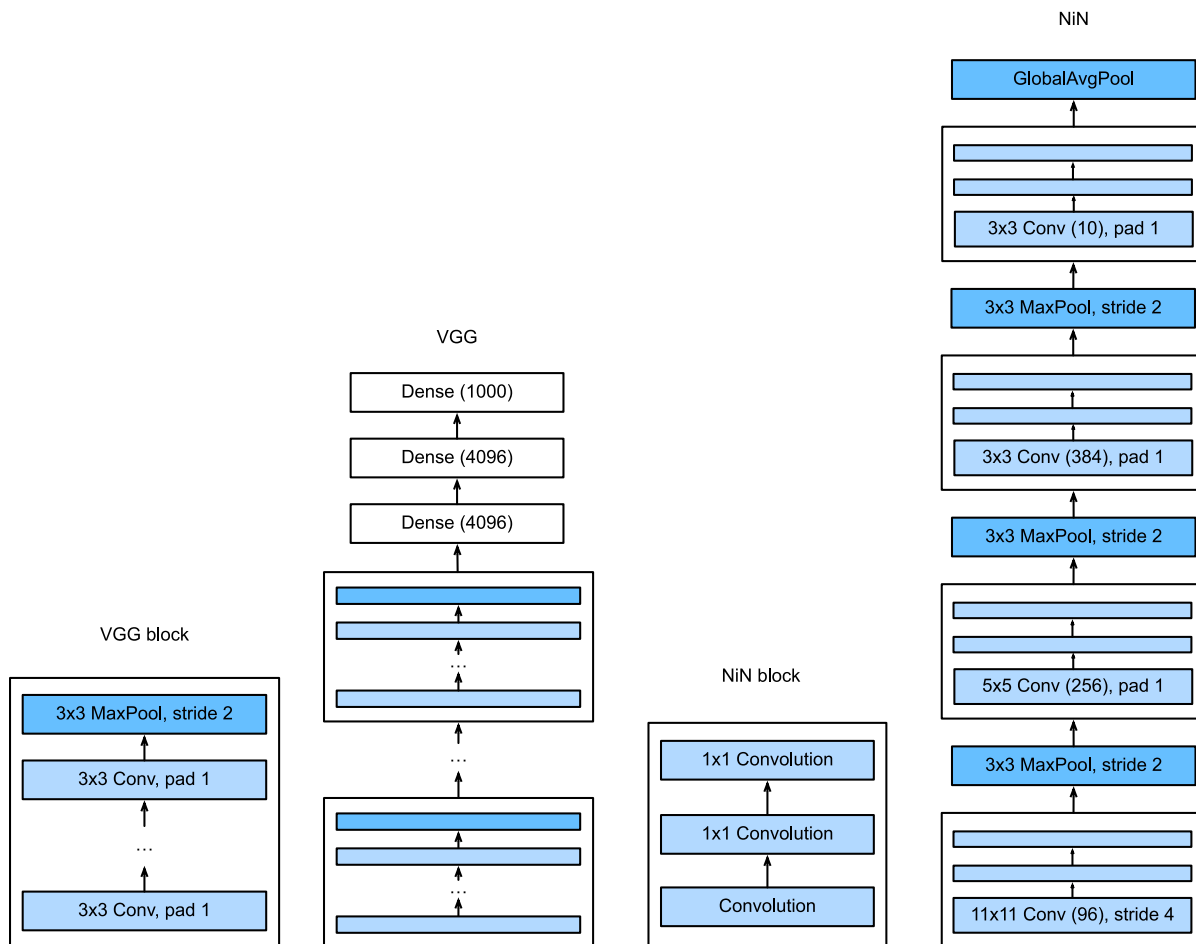 VGG block
3x3 MaxPool, stride 2
3x3 Conv, pad 1
...
3x3 Conv, pad 1
VGG
Dense (1000)
Dense (4096)
Dense (4096)
...
...
...
NiN block
1x1 Convolution
1x1 Convolution
Convolution
NiN
GlobalAvgPool
3x3 Conv (10), pad 1
3x3 MaxPool, stride 2
3x3 Conv (384), pad 1
3x3 MaxPool, stride 2
5x5 Conv (256), pad 1
3x3 MaxPool, stride 2
11x11 Conv (96), stride 4